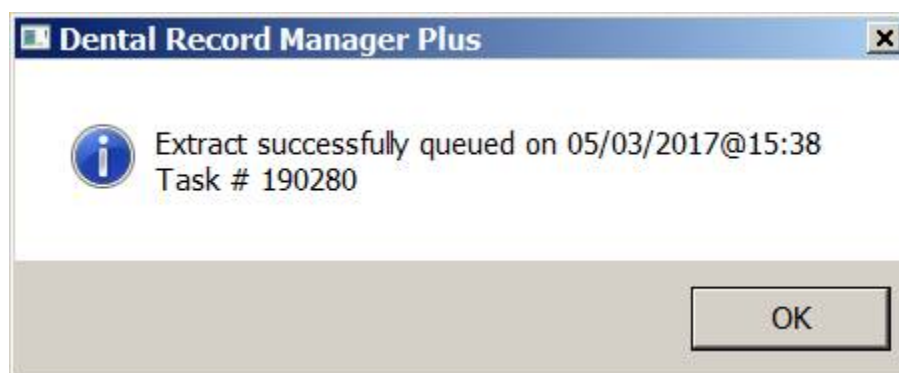 Dental Record Manager Plus
Extract successfully queued on 05/03/2017@15:38
Task # 190280
OK